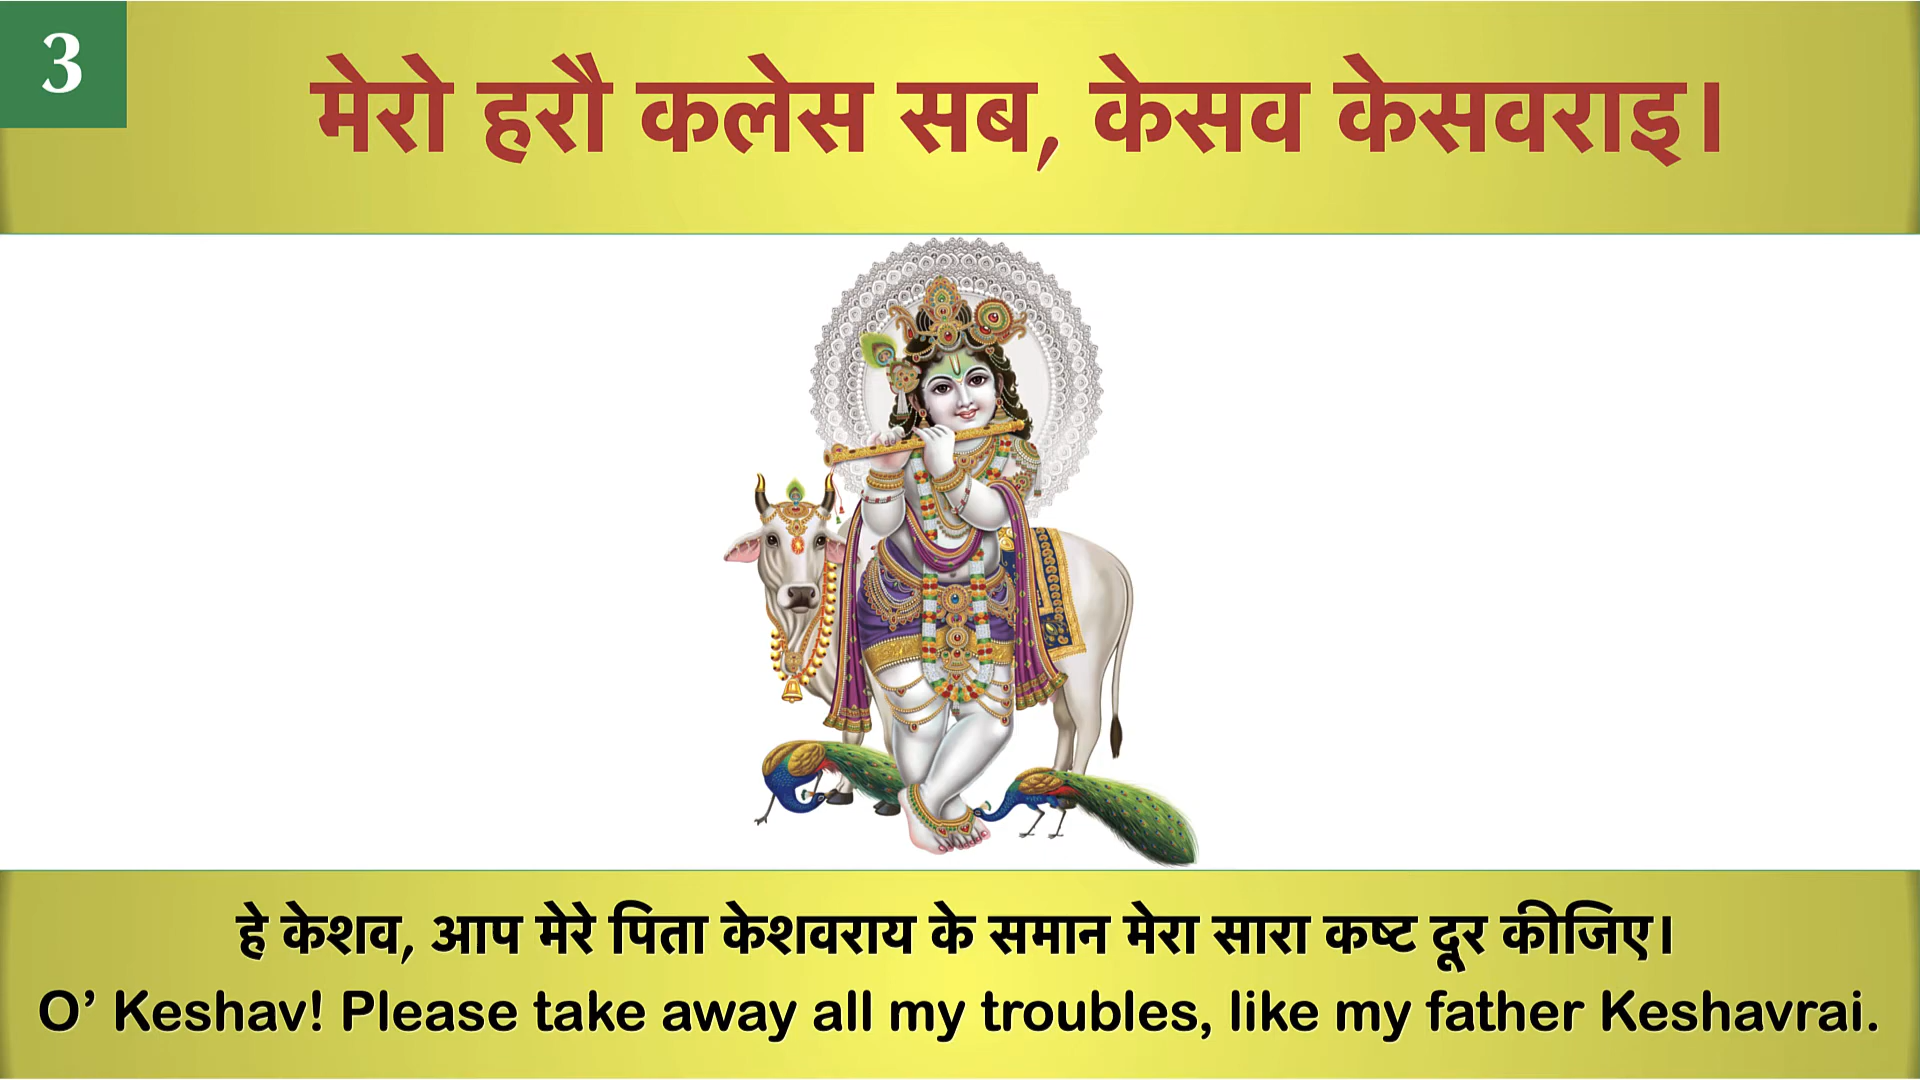 3
मेरो हरौ कलेस सब, केसव केसवराइ।
हे केशव, आप मेरे पिता केशवराय के समान मेरा सारा कष्ट दूर कीजिए।
O’ Keshav! Please take away all my troubles, like my father Keshavrai.